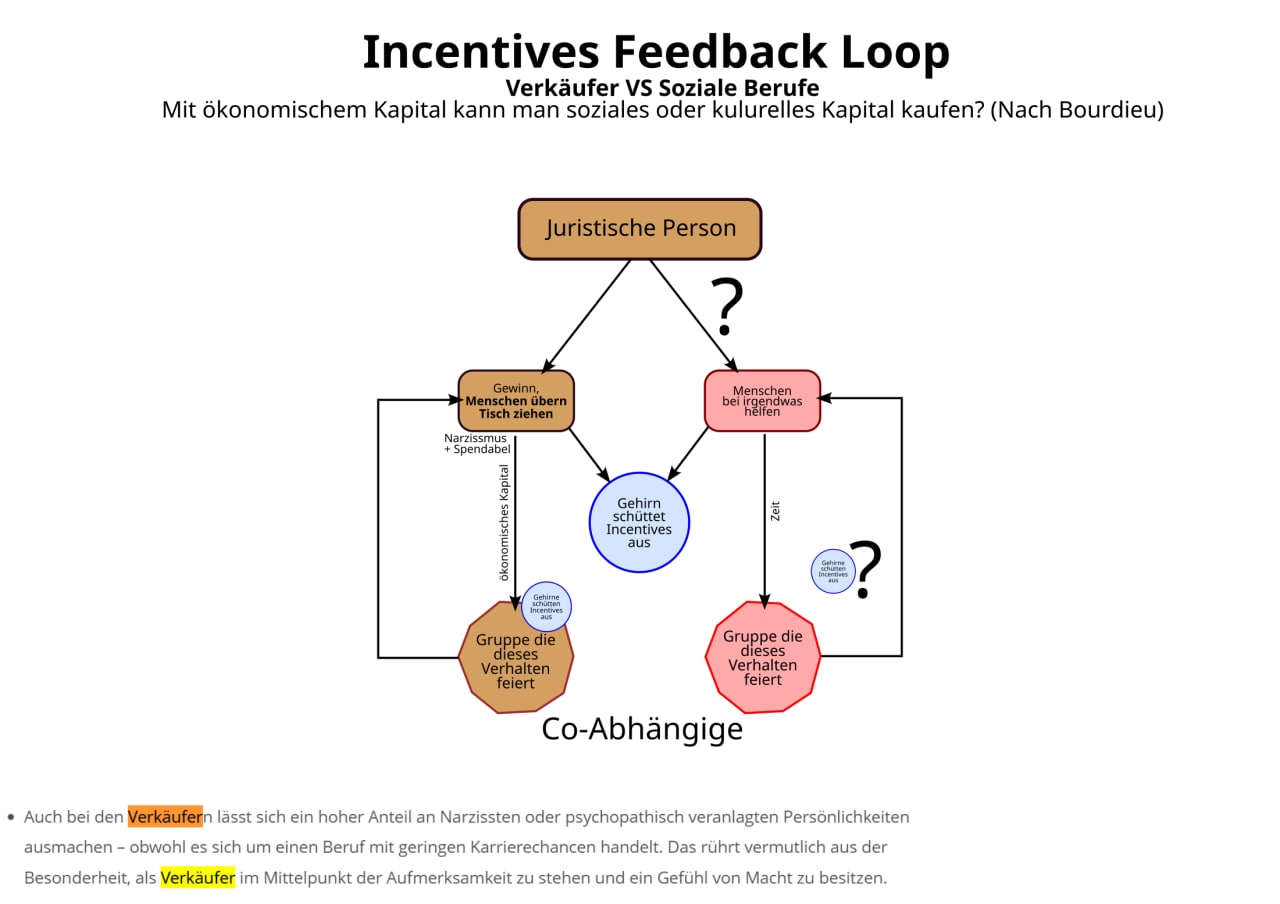 Incentives Feedback Loop
Verkäufer VS Soziale Berufe
Mit ökonomischem Kapital kann man soziales oder kulurelles Kapital kaufen? (Nach Bourdieu)
Juristische Person
?
Gewinn,
Menschen übern
Tisch ziehen
Menschen
bei irgendwas
helfen
Narzissmus
+ Spendabel
ökonomisches Kapital
Gehirn
schüttet
Incentives
aus
Zeit
Gehirne
schütten
Incentives
aus
?
Gehirne
schütten
Incentives
aus
Gruppe die
dieses
Verhalten
feiert
Gruppe die
dieses
Verhalten
feiert
Co-Abhängige
• Auch bei den Verkäufern lässt sich ein hoher Anteil an Narzissten oder psychopathisch veranlagten Persönlichkeiten
ausmachen – obwohl es sich um einen Beruf mit geringen Karrierechancen handelt. Das rührt vermutlich aus der
Besonderheit, als Verkäufer im Mittelpunkt der Aufmerksamkeit zu stehen und ein Gefühl von Macht zu besitzen.